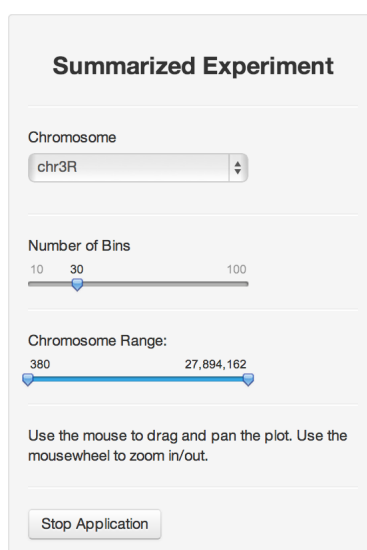 Summarized Experiment
Chromosome
chr3R
Number of Bins
10 30 100
Chromosome Range:
380 27,894,162
Use the mouse to drag and pan the plot. Use the
mousewheel to zoom in/out.
Stop Application